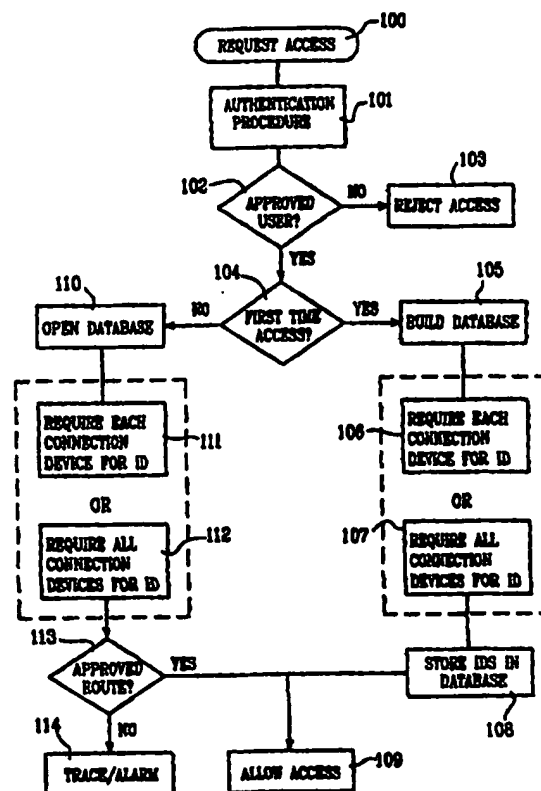 REQUEST ACCESS
100
AUTHENTICATION
PROCEDURE
101
102
APPROVED
USER?
NO
103
REJECT ACCESS
YES
104
FIRST TIME
ACCESS?
NO
YES
110
OPEN DATABASE
105
BUILD DATABASE
REQUIRE EACH
CONNECTION
DEVICE FOR ID
111
OR
REQUIRE ALL
CONNECTION
DEVICES FOR ID
112
106
REQUIRE EACH
CONNECTION
DEVICE FOR ID
OR
107
REQUIRE ALL
CONNECTION
DEVICES FOR ID
113
APPROVED
ROUTE?
YES
STORE IDS IN
DATABASE
108
NO
114
TRACE/ALARM
ALLOW ACCESS
109